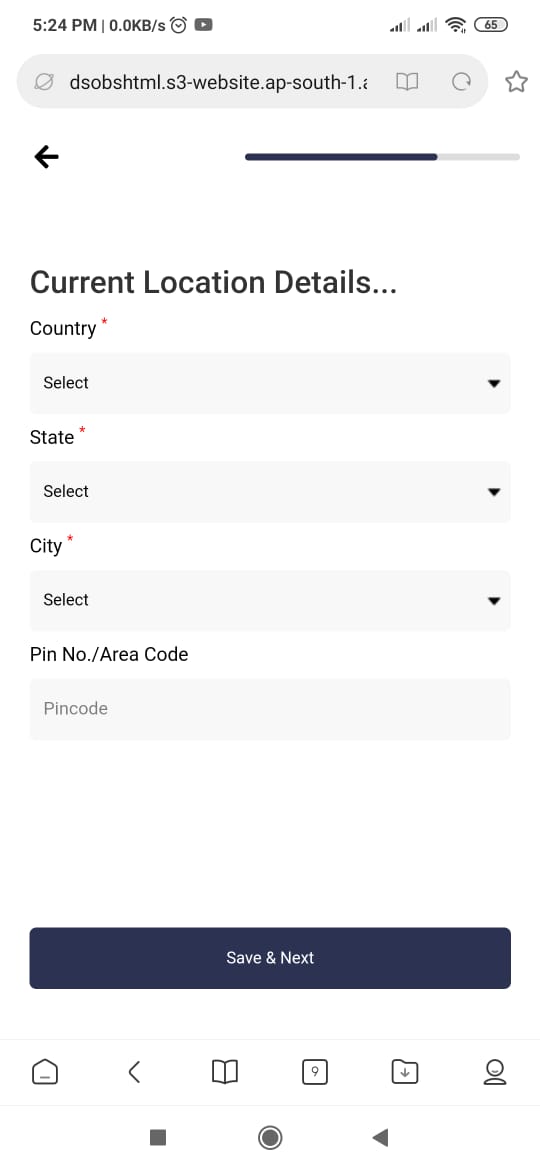 5:24 PM | 0.0KB/s
65
dsobshtml.s3-website.ap-south-1.
Current Location Details...
Country *
Select
State *
Select
City *
Select
Pin No./Area Code
Pincode
Save & Next
9